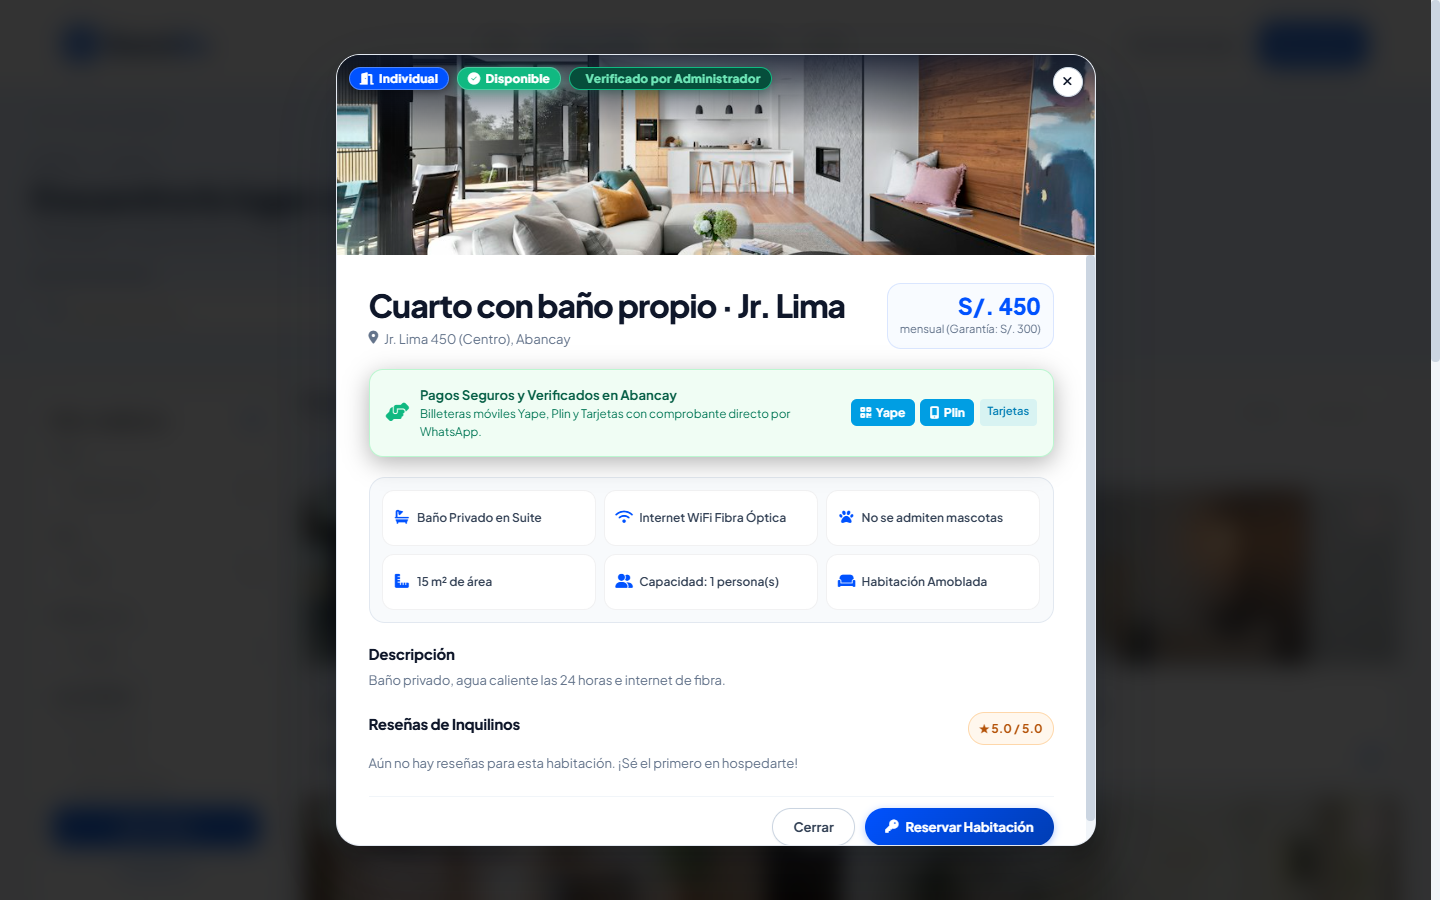 Individual
Disponible
Verificado por Administrador
Cuarto con baño propio · Jr. Lima
S/. 450
mensual (Garantía: S/. 300)
Jr. Lima 450 (Centro), Abancay
Pagos Seguros y Verificados en Abancay
Billeteras móviles Yape, Plin y Tarjetas con comprobante directo por
WhatsApp.
Yape
Plin
Tarjetas
Baño Privado en Suite
Internet WiFi Fibra Óptica
No se admiten mascotas
15 m² de área
Capacidad: 1 persona(s)
Habitación Amoblada
Descripción
Baño privado, agua caliente las 24 horas e internet de fibra.
Reseñas de Inquilinos
★ 5.0 / 5.0
Aún no hay reseñas para esta habitación. ¡Sé el primero en hospedarte!
Cerrar
Reservar Habitación